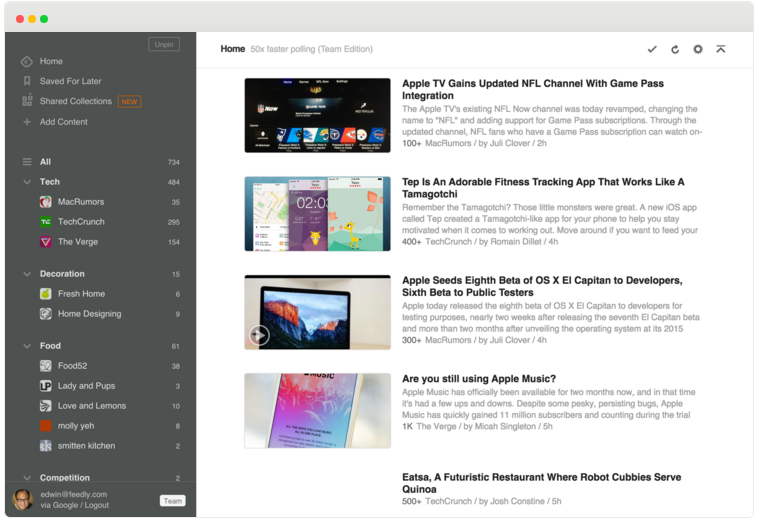 Unpin
Home
Saved For Later
Shared Collections NEW
Add Content
All 734
Tech 484
MacRumors 35
TechCrunch 295
The Verge 154
Decoration 15
Fresh Home 6
Home Designing 9
Food 61
Food52 38
Lady and Pups 3
Love and Lemons 10
molly yeh 8
smitten kitchen 2
Competition 2
edwin@feedly.com
via Google / Logout
Team
Home 50x faster polling (Team Edition)
Apple TV Gains Updated NFL Channel With Game Pass
Integration
The Apple TV's existing NFL Now channel was today revamped, changing the
name to "NFL" and adding support for Game Pass subscriptions. Through the
updated channel, NFL fans who have a Game Pass subscription can watch on-
100+ MacRumors / by Juli Clover / 2h
Tep Is An Adorable Fitness Tracking App That Works Like A
Tamagotchi
Remember the Tamagotchi? Those little monsters were great. A new iOS app
called Tep created a Tamagotchi-like app for your phone to help you stay
motivated when it comes to working out. Move around if you want to feed your
400+ TechCrunch / by Romain Dillet / 4h
Apple Seeds Eighth Beta of OS X El Capitan to Developers,
Sixth Beta to Public Testers
Apple today released the eighth beta of OS X El Capitan to developers for
testing purposes, nearly two weeks after releasing the seventh El Capitan beta
and more than two months after unveiling the operating system at its 2015
300+ MacRumors / by Juli Clover / 4h
MUSIC
Are you still using Apple Music?
Apple Music has officially been available for two months now, and in that time
it's had a few ups and downs. Despite some pesky, persisting bugs, Apple
Music has quickly gained 11 million subscribers and counting during the trial
1K The Verge / by Micah Singleton / 5h
Eatsa, A Futuristic Restaurant Where Robot Cubbies Serve
Quinoa
500+ TechCrunch / by Josh Constine / 5h